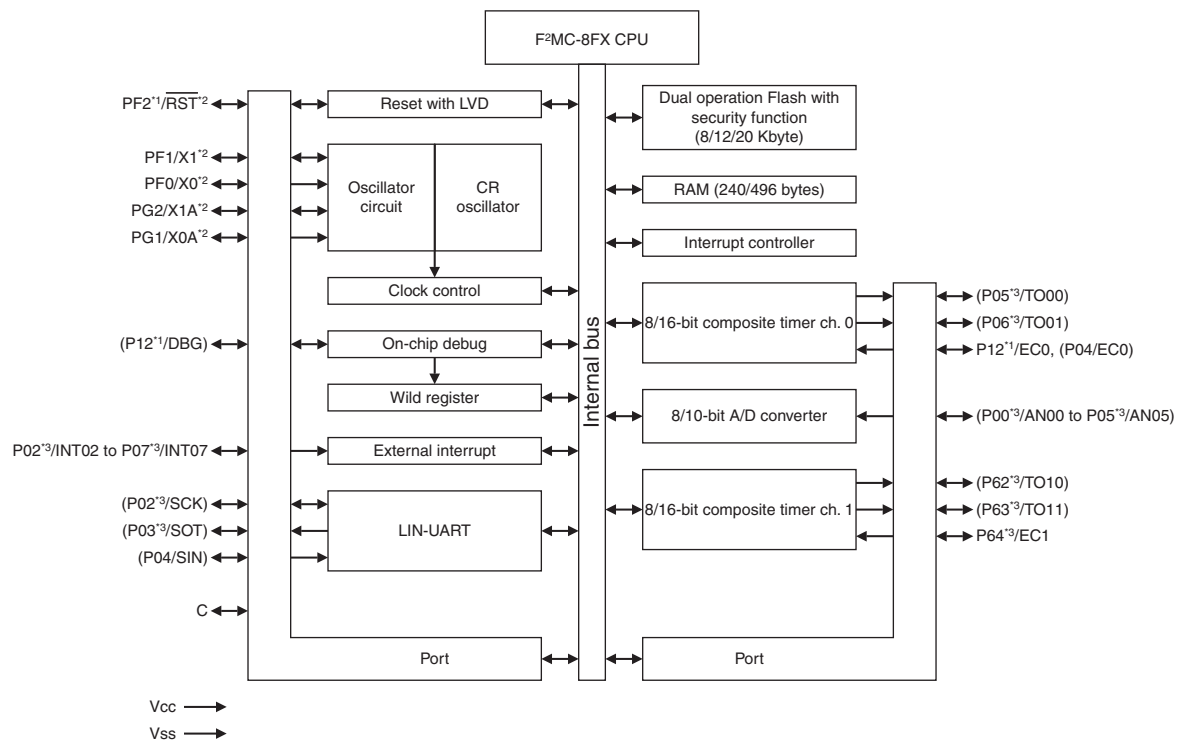 F²MC-8FX CPU
PF2*1/RST*2
Reset with LVD
Dual operation Flash with
security function
(8/12/20 Kbyte)
PF1/X1*2
PF0/X0*2
PG2/X1A*2
PG1/X0A*2
Oscillator
circuit
CR
oscillator
RAM (240/496 bytes)
Interrupt controller
Clock control
(P12*1/DBG)
On-chip debug
Wild register
P02*3/INT02 to P07*3/INT07
External interrupt
(P02*3/SCK)
(P03*3/SOT)
(P04/SIN)
LIN-UART
C
Port
Internal bus
8/16-bit composite timer ch. 0
(P05*3/TO00)
(P06*3/TO01)
P12*1/EC0, (P04/EC0)
8/10-bit A/D converter
(P00*3/AN00 to P05*3/AN05)
8/16-bit composite timer ch. 1
(P62*3/TO10)
(P63*3/TO11)
P64*3/EC1
Port
Vcc
Vss